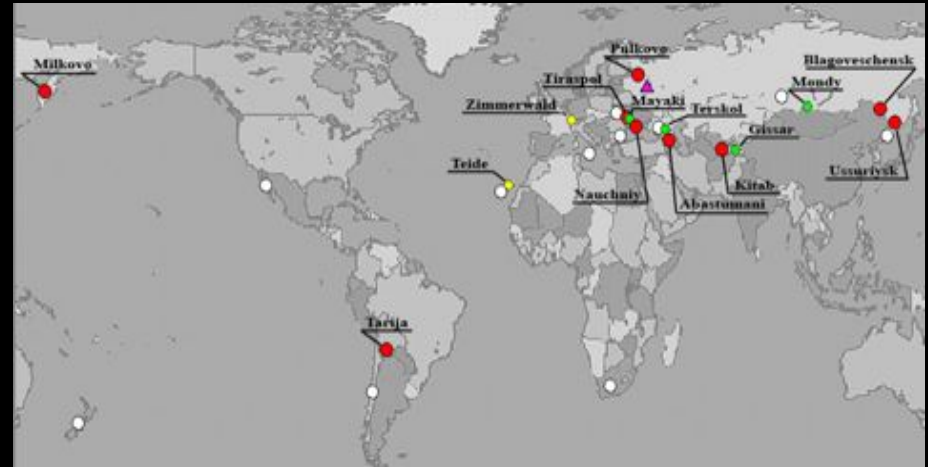 Pulkovo
Blagoveschensk
Milkovo
Tiraspol
Mondy
Zimmerwald
Mayaki
Terskol
Gissar
Teide
Ussuriysk
Nauchniy
Kitab
Abastumani
Tarija